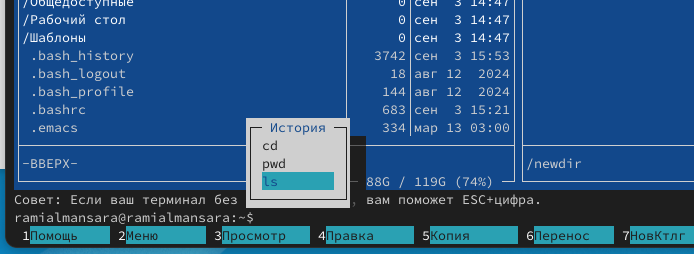 /Общедоступные 0 сен 3 14:47
/Рабочий стол 0 сен 3 14:47
/Шаблоны 0 сен 3 14:47
.bash_history 3742 сен 3 15:53
.bash_logout 18 авг 12 2024
.bash_profile 144 авг 12 2024
.bashrc 683 сен 3 15:21
.emacs 334 мар 13 03:00
История
cd
pwd
ls
-ВВЕРХ-
/newdir
88G / 119G (74%)
Совет: Если ваш терминал без , вам поможет ESC+цифра.
ramialmansara@ramialmansara:~$
1Помощь 2Меню 3Просмотр 4Правка 5Копия 6Перенос 7НовКтлг